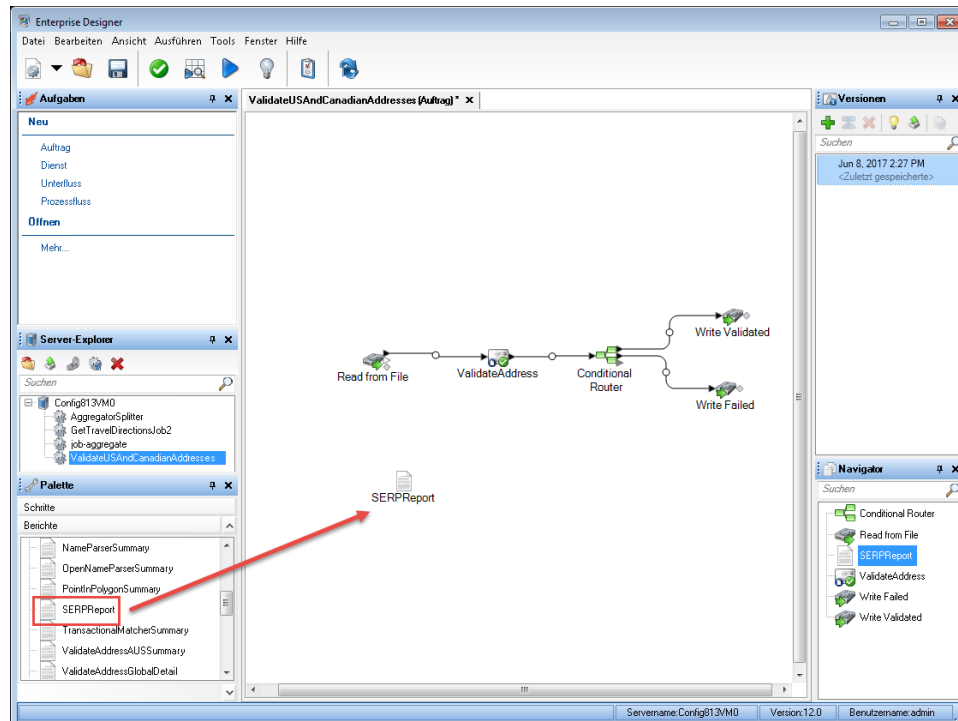 Enterprise Designer
Datei Bearbeiten Ansicht Ausführen Tools Fenster Hilfe
Aufgaben
Neu
Auftrag
Dienst
Unterfluss
Prozessfluss
Öffnen
Mehr...
Server-Explorer
Suchen
Config813VM0
AggregatorSplitter
GetTravelDirectionsJob2
job-aggregate
ValidateUSAndCanadianAddresses
Palette
Schritte
Berichte
NameParserSummary
OpenNameParserSummary
PointInPolygonSummary
SERPReport
TransactionalMatcherSummary
ValidateAddressAUSSummary
ValidateAddressGlobalDetail
ValidateUSAndCanadianAddresses (Auftrag) *
Read from File
ValidateAddress
Conditional
Router
Write Validated
Write Failed
SERPReport
Versionen
Suchen
Jun 8, 2017 2:27 PM
<Zuletzt gespeicherte>
Navigator
Suchen
Conditional Router
Read from File
SERPReport
ValidateAddress
Write Failed
Write Validated
Servername:Config813VM0 Version:12.0 Benutzername:admin